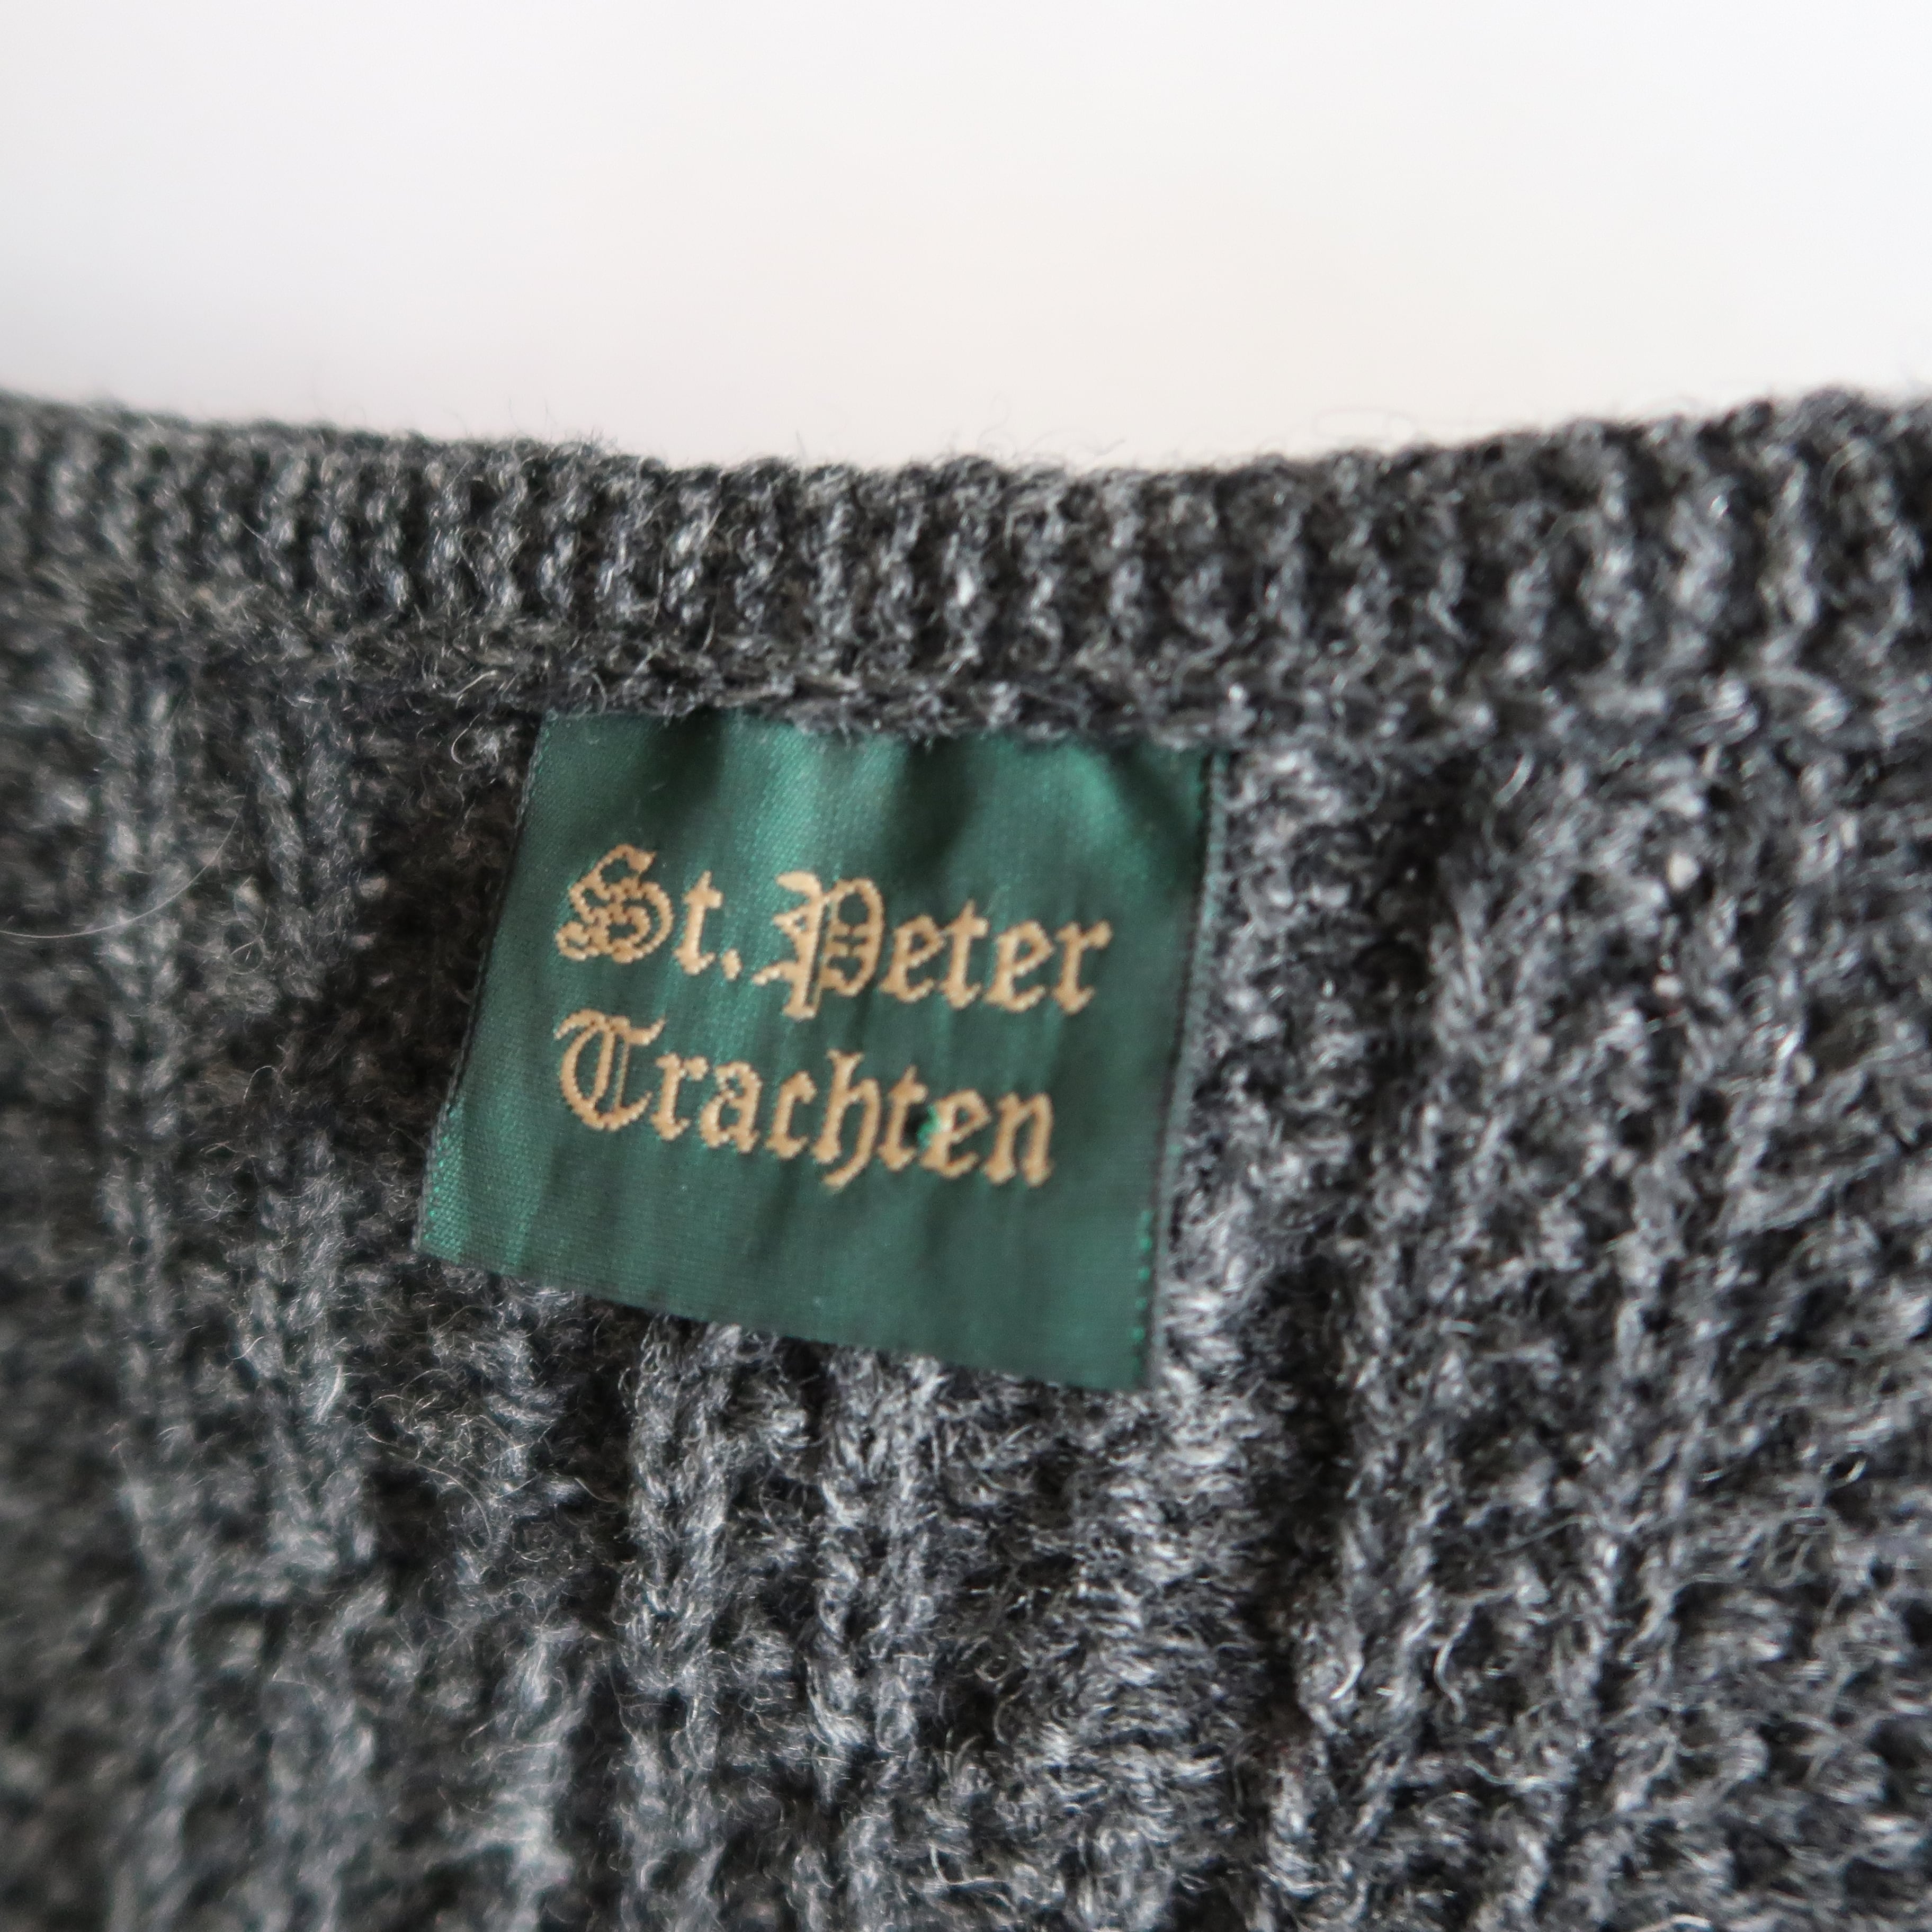 St. Peter
Trachten